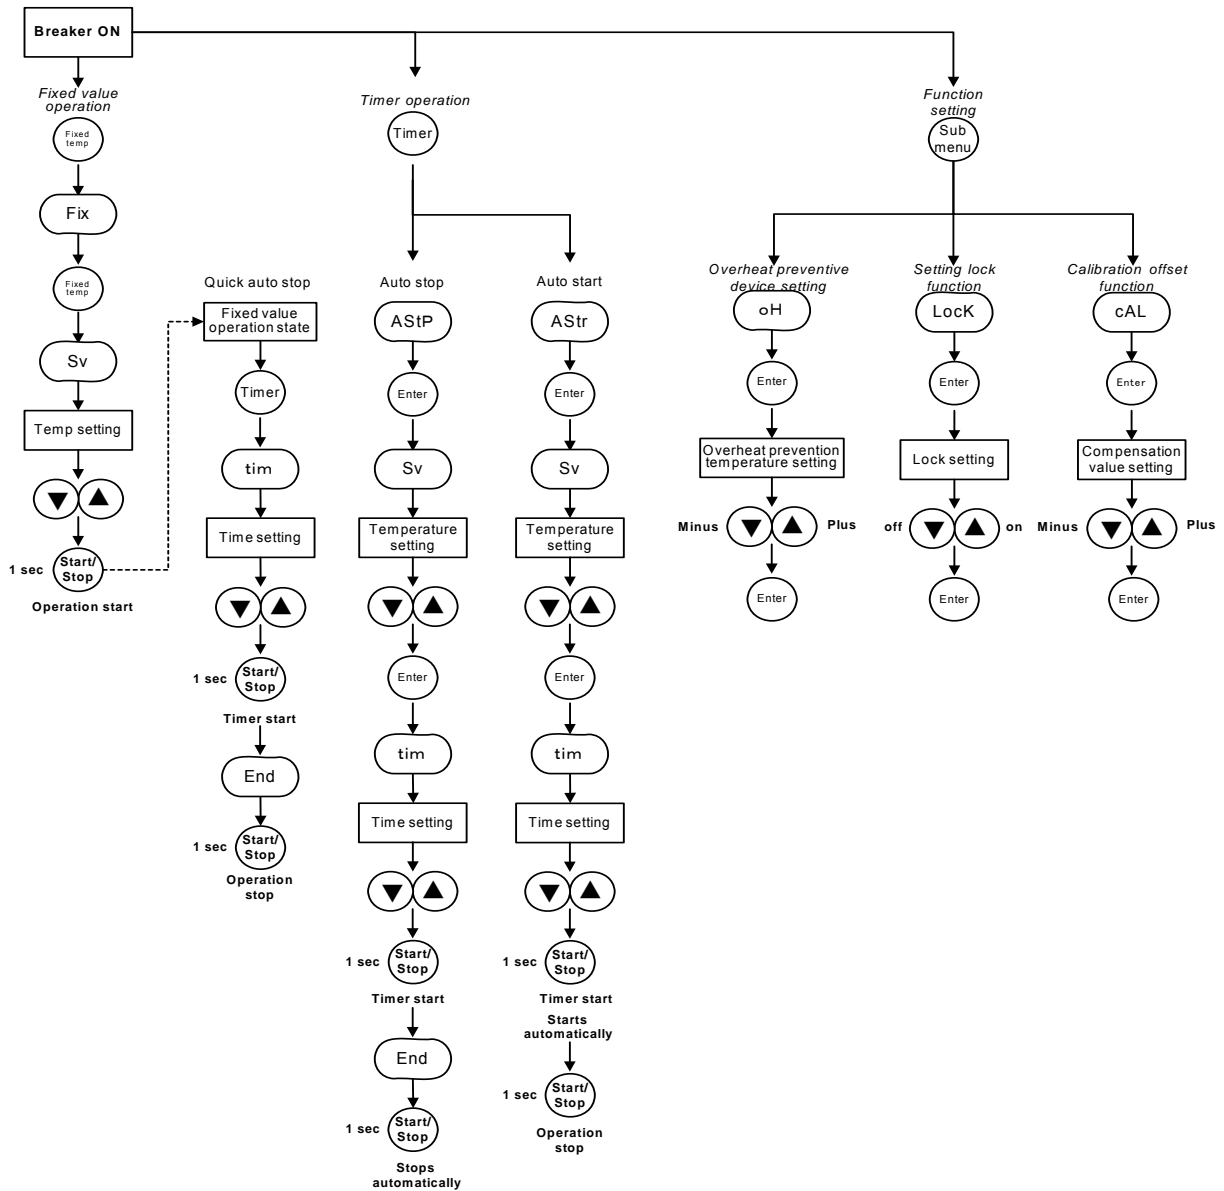 Breaker ON
Fixed value
operation
Fixed
temp
Fix
Fixed
temp
Sv
Temp setting
▼ ▲
1 sec
Start/
Stop
Operation start
Quick auto stop
Fixed value
operation state
Timer
tim
Time setting
▼ ▲
1 sec
Start/
Stop
Timer start
End
1 sec
Start/
Stop
Operation
stop
Timer operation
Timer
Auto stop
AStP
Enter
Sv
Temperature
setting
▼ ▲
Enter
tim
Time setting
▼ ▲
1 sec
Start/
Stop
Timer start
End
1 sec
Start/
Stop
Stops
automatically
Auto start
AStr
Enter
Sv
Temperature
setting
▼ ▲
Enter
tim
Time setting
▼ ▲
1 sec
Start/
Stop
Timer start
Starts
automatically
1 sec
Start/
Stop
Operation
stop
Function
setting
Sub
menu
Overheat preventive
device setting
oH
Enter
Overheat prevention
temperature setting
Minus ▼ ▲ Plus
Enter
Setting lock
function
LocK
Enter
Lock setting
off ▼ ▲ on
Enter
Calibration offset
function
cAL
Enter
Compensation
value setting
Minus ▼ ▲ Plus
Enter